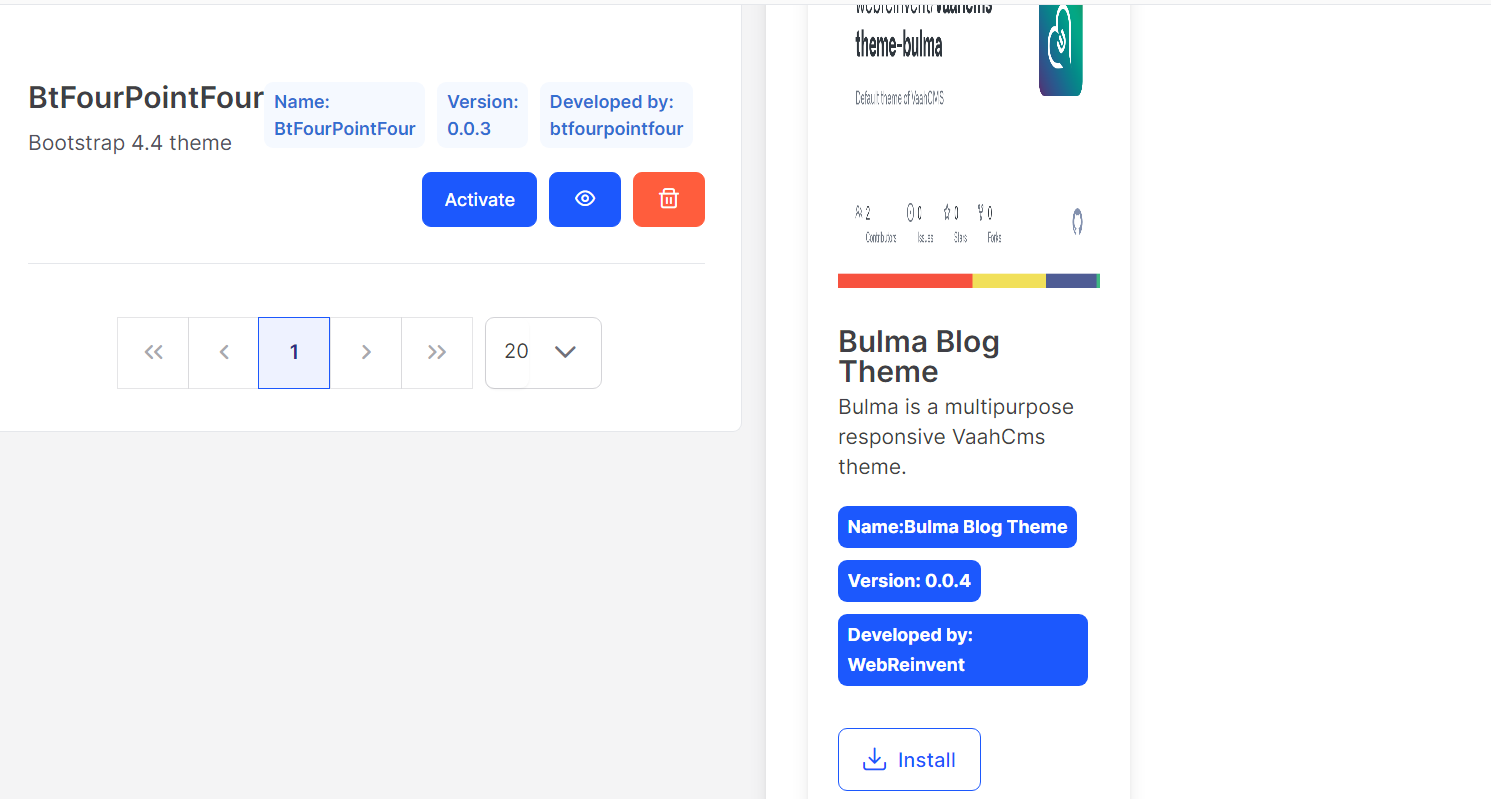 BtFourPointFour
Bootstrap 4.4 theme
Name:
BtFourPointFour
Version:
0.0.3
Developed by:
btfourpointfour
Activate
1
20
webreinvent/vaahcms
theme-bulma
Default theme of VaahCMS
2
Contributors
0
Issues
0
Stars
0
Forks
Bulma Blog
Theme
Bulma is a multipurpose
responsive VaahCms
theme.
Name:Bulma Blog Theme
Version: 0.0.4
Developed by:
WebReinvent
Install